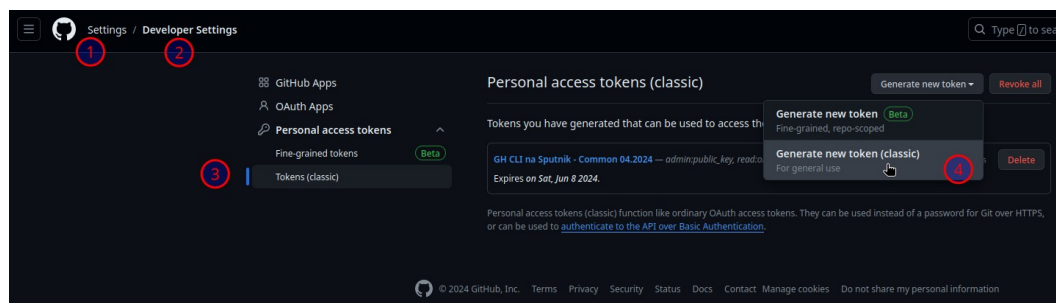 Settings / Developer Settings
Type / to sea
1
2
GitHub Apps
OAuth Apps
Personal access tokens
Fine-grained tokens Beta
3
Tokens (classic)
Personal access tokens (classic)
Generate new token
Revoke all
Tokens you have generated that can be used to access the
Generate new token Beta
Fine-grained, repo-scoped
Generate new token (classic)
For general use
4
GH CLI na Sputnik - Common 04.2024 — admin:public_key, read:o
s
Delete
Expires on Sat, Jun 8 2024.
Personal access tokens (classic) function like ordinary OAuth access tokens. They can be used instead of a password for Git over HTTPS,
or can be used to authenticate to the API over Basic Authentication.
© 2024 GitHub, Inc. Terms Privacy Security Status Docs Contact Manage cookies Do not share my personal information